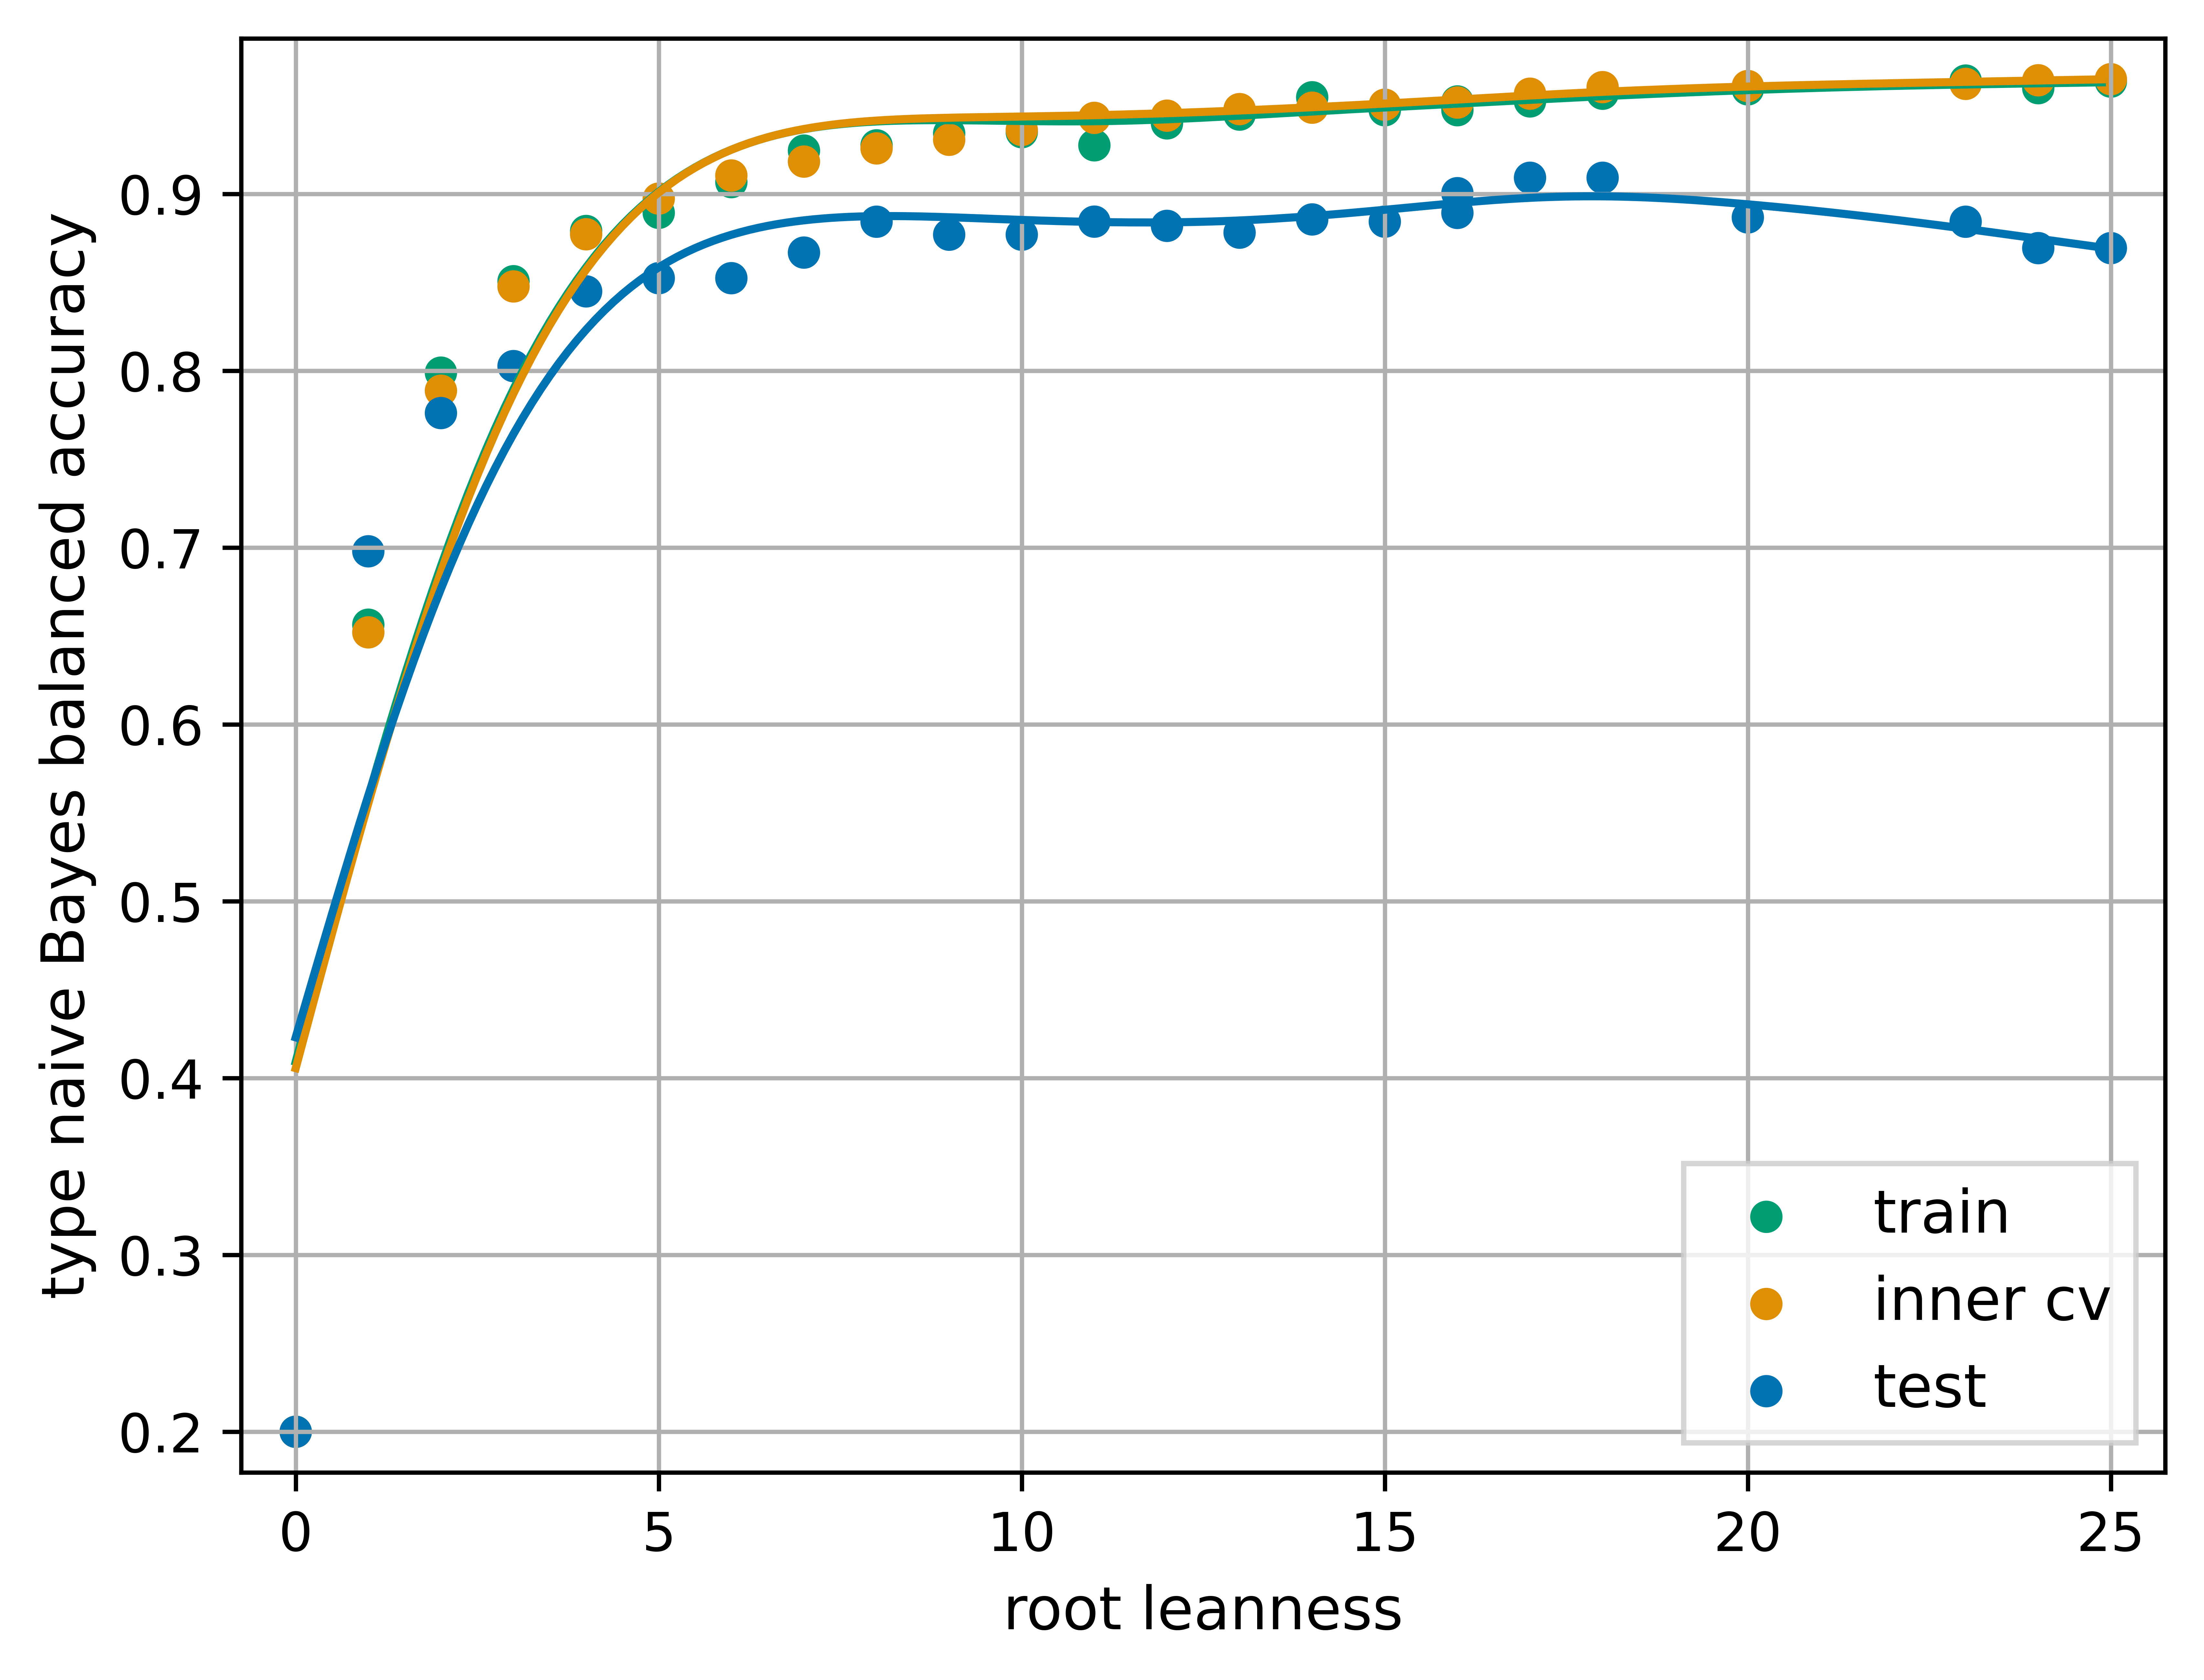 type naive Bayes balanced accuracy
0.9
0.8
0.7
0.6
0.5
0.4
0.3
0.2
train
inner cv
test
0 5 10 15 20 25
root leanness